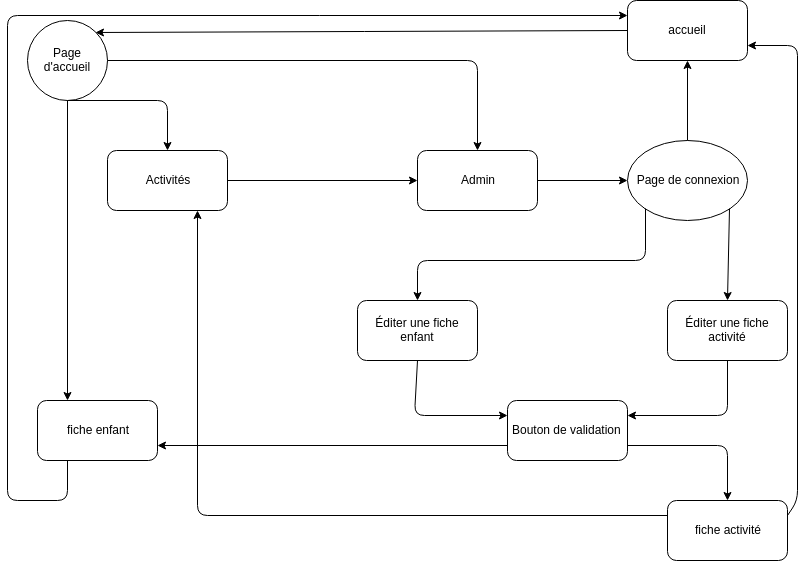 accueil
Page
d'accueil
Activités
Admin
Page de connexion
Éditer une fiche
enfant
Éditer une fiche
activité
fiche enfant
Bouton de validation
fiche activité